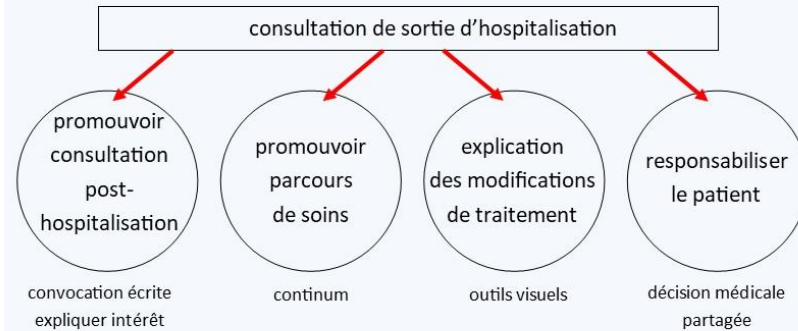 consultation de sortie d’hospitalisation
promouvoir
consultation
post-
hospitalisation
promouvoir
parcours
de soins
explication
des modifications
de traitement
responsabiliser
le patient
convocation écrite
expliquer intérêt
continum
outils visuels
décision médicale
partagée